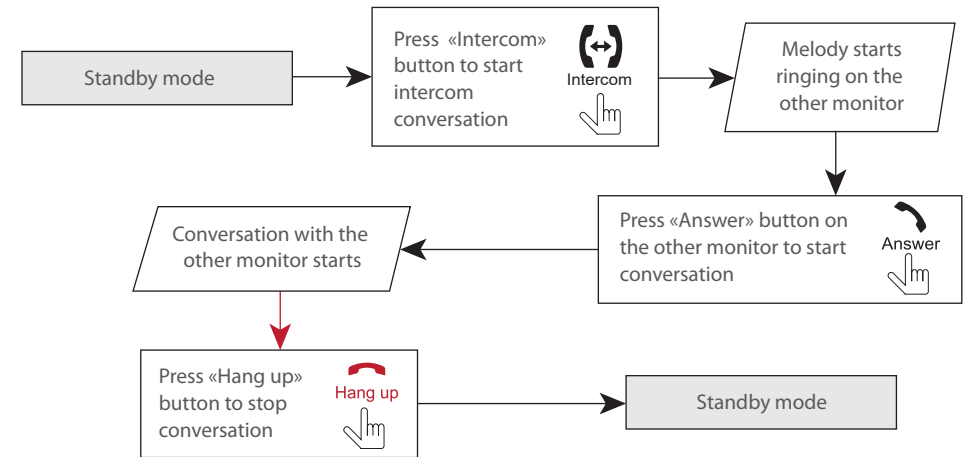 Standby mode
Press «Intercom»
button to start
intercom
conversation
Intercom
Melody starts
ringing on the
other monitor
Press «Answer» button on
the other monitor to start
conversation
Answer
Conversation with the
other monitor starts
Press «Hang up»
button to stop
conversation
Hang up
Standby mode